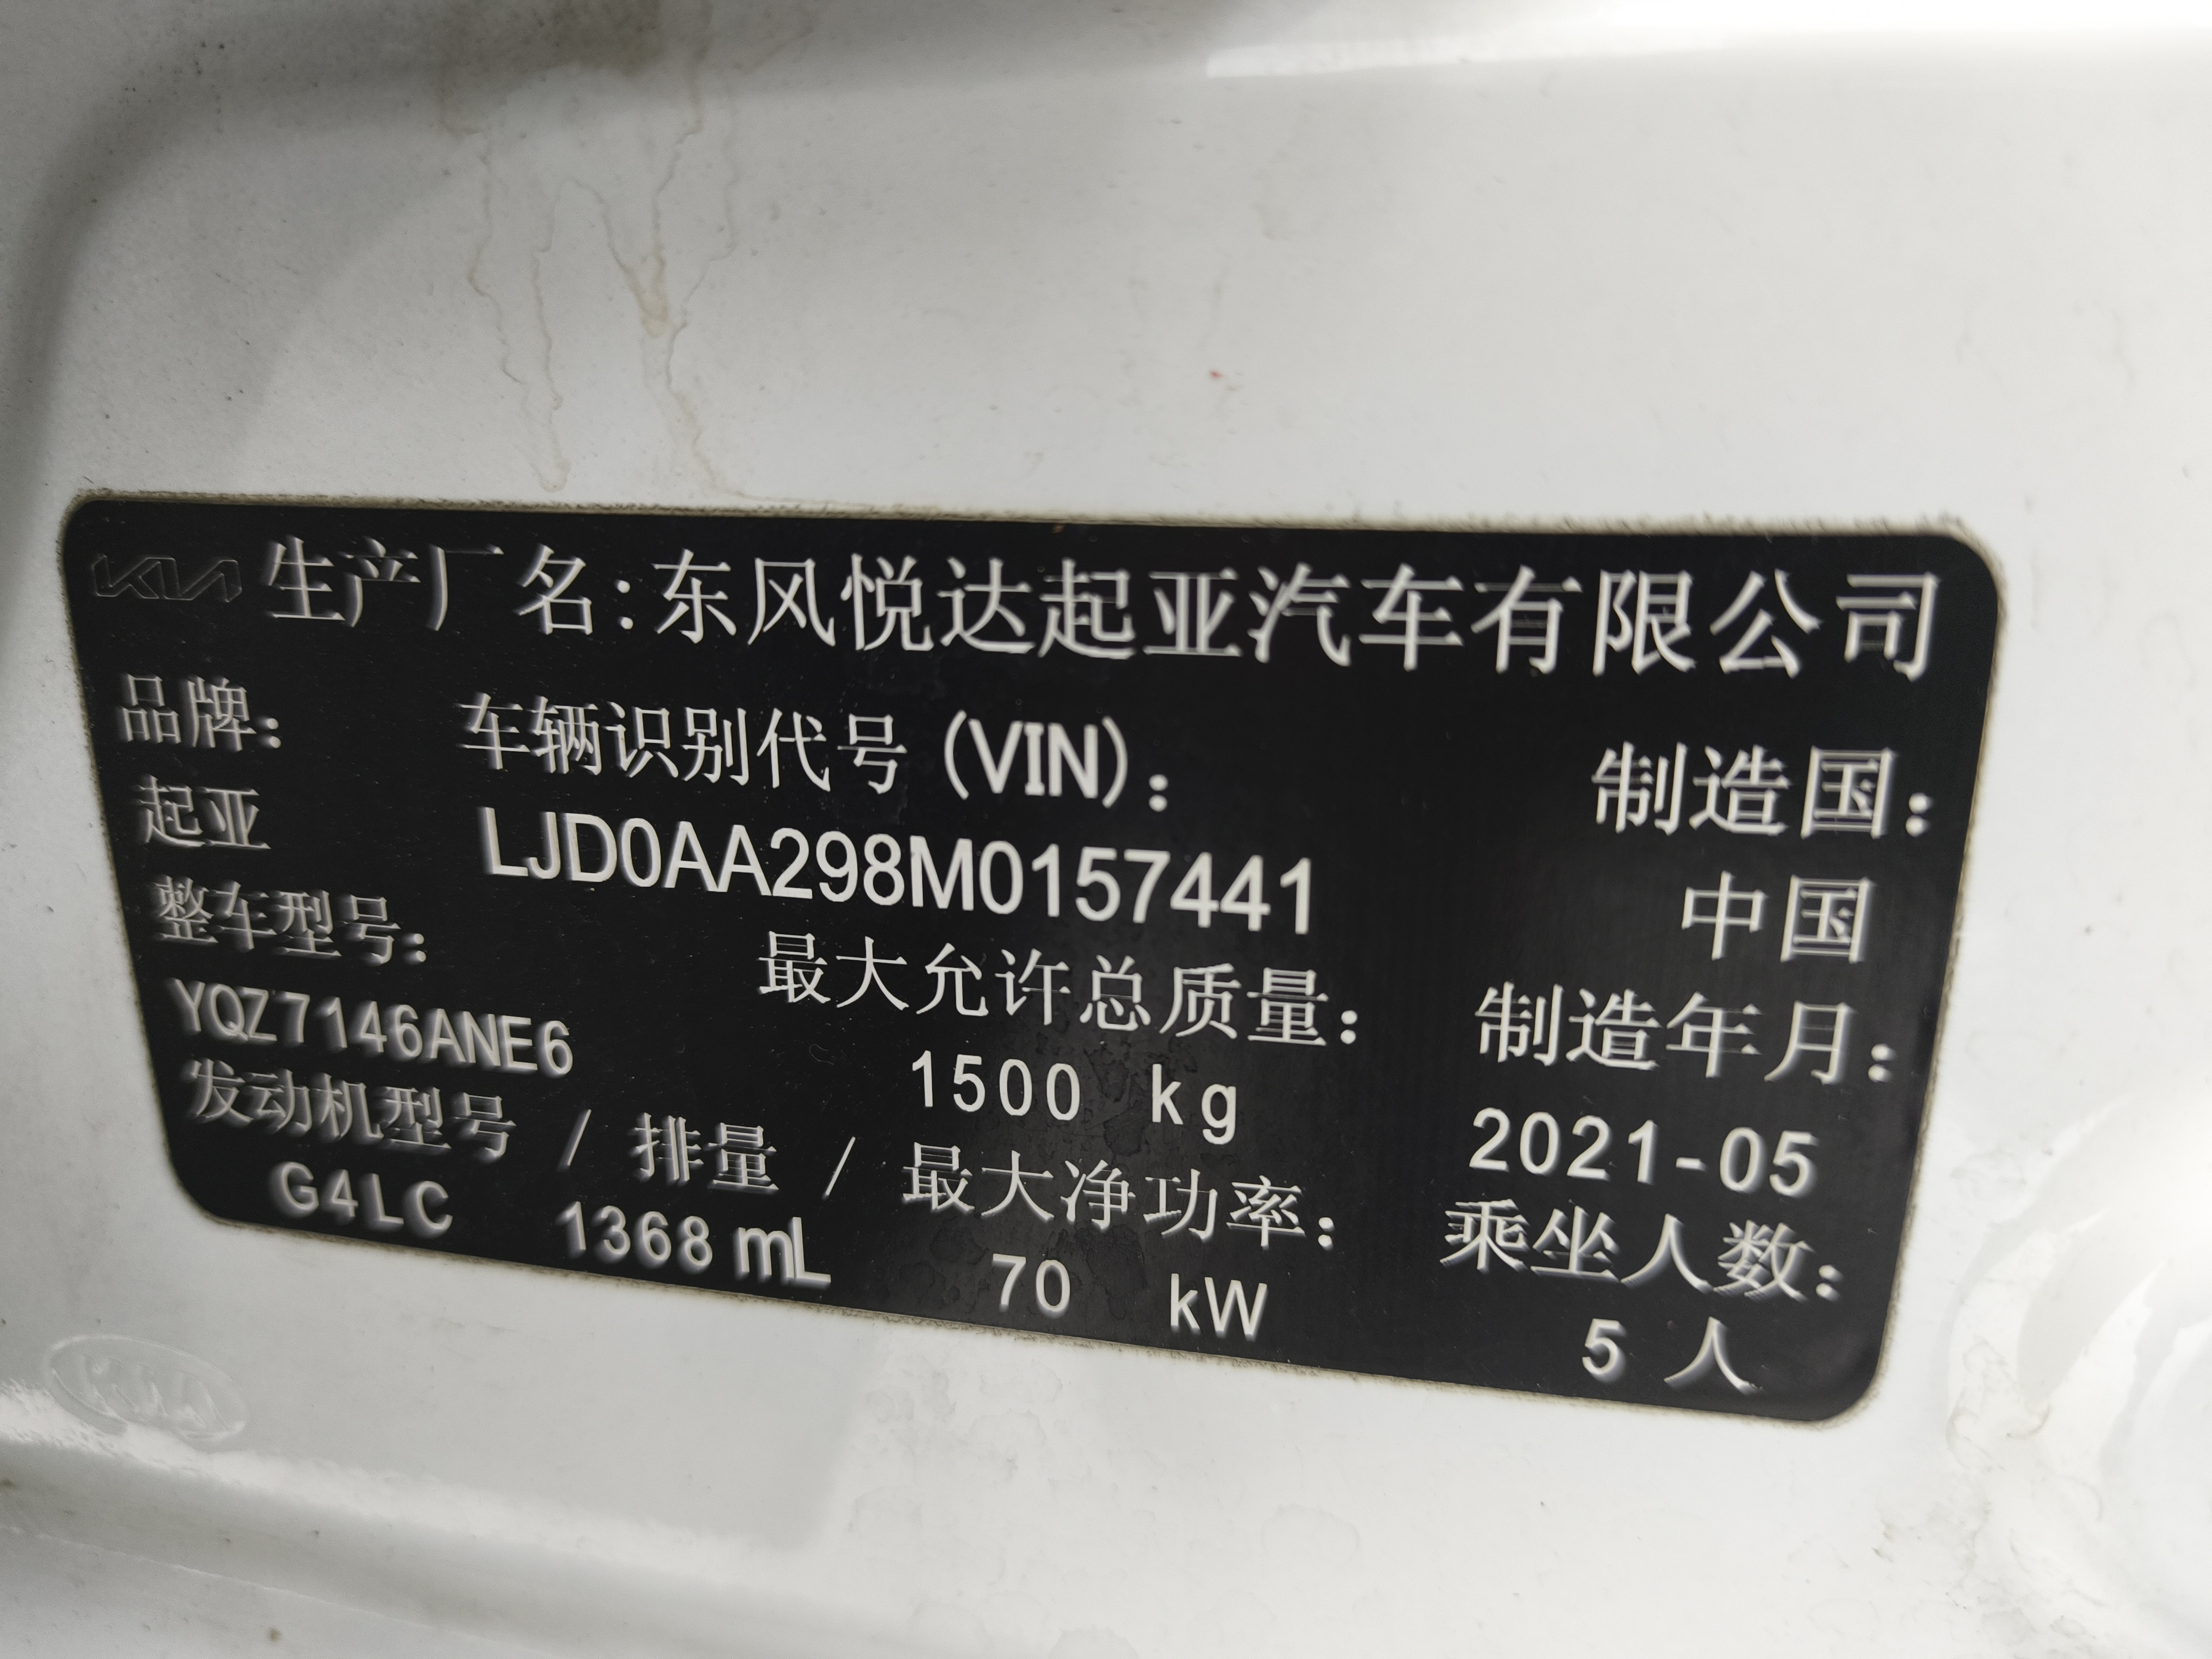 KIA 生产厂名:东风悦达起亚汽车有限公司
品牌: 车辆识别代号 (VIN): 制造国:
起亚 LJD0AA298M0157441 中国
整车型号: 最大允许总质量: 制造年月:
YQZ7146ANE6 1500 kg 2021-05
发动机型号 / 排量 / 最大净功率: 乘坐人数:
G4LC 1368 mL 70 kW 5 人
KIA